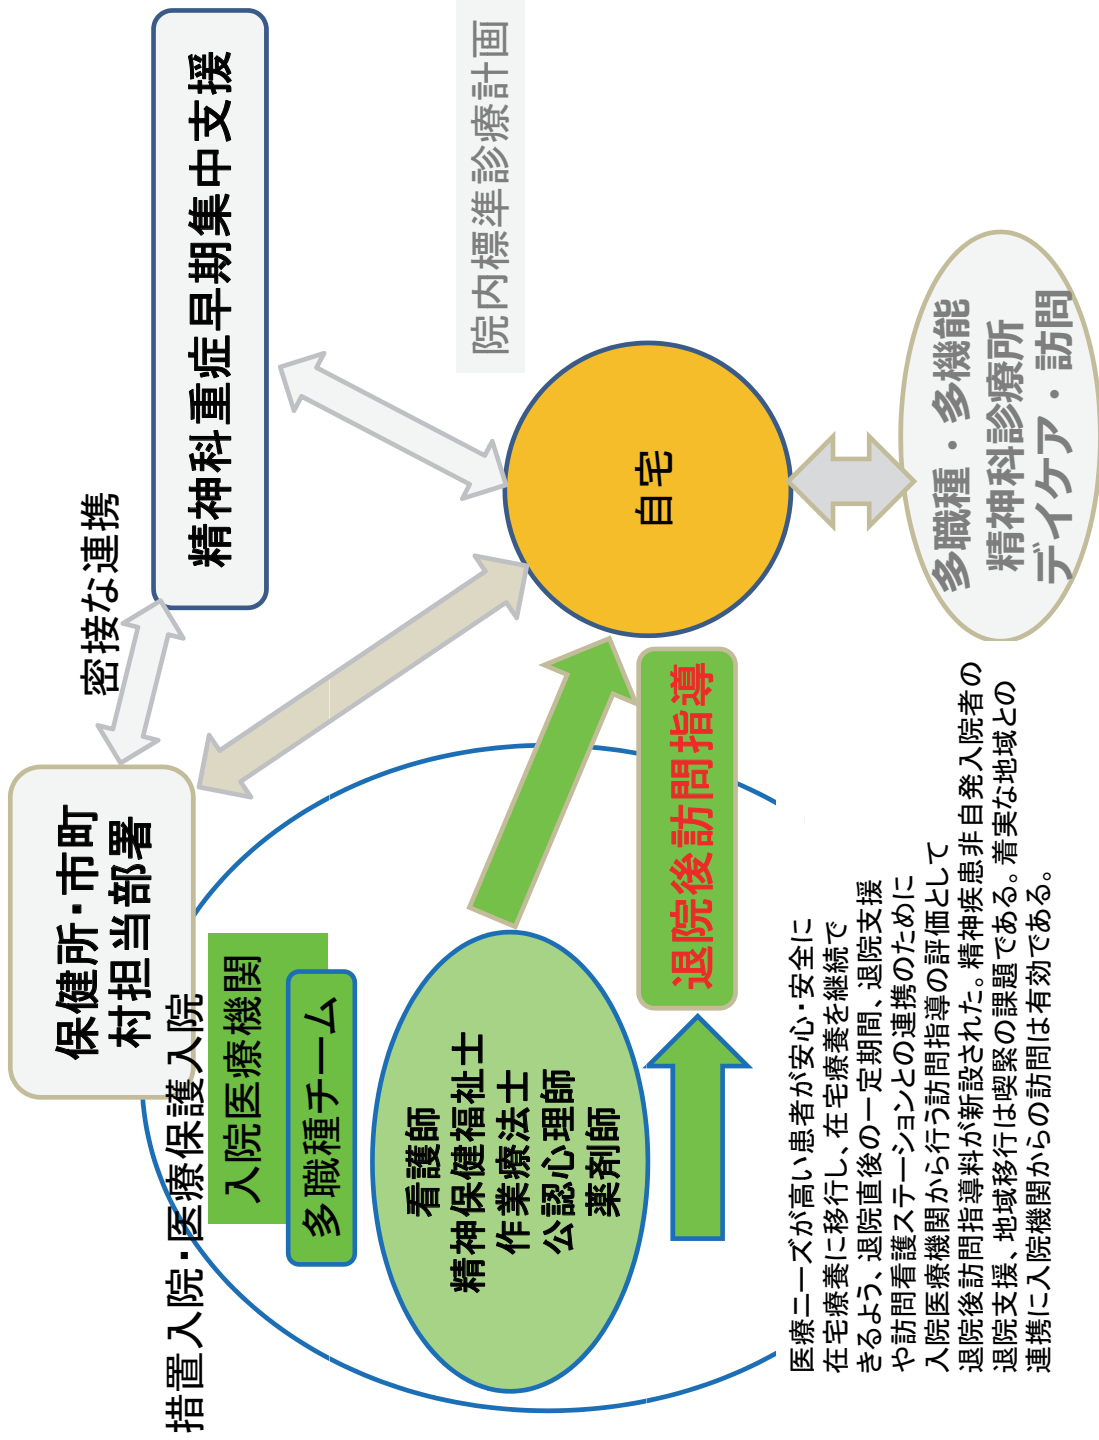 措置入院・医療保護入院
保健所・市町
村担当部署
密接な連携
精神科重症早期集中支援
入院医療機関
多職種チーム
看護師
精神保健福祉士
作業療法士
公認心理師
薬剤師
院内標準診療計画
自宅
退院後訪問指導
多職種・多機能
精神科診療所
デイケア・訪問
医療ニーズが高い患者が安心・安全に
在宅療養に移行し、在宅療養を継続で
きるよう、退院直後の一定期間、退院支援
や訪問看護ステーションとの連携のために
入院医療機関から行う訪問指導の評価として
退院後訪問指導料が新設された。精神疾患非自発入院者の
退院支援、地域移行は喫緊の課題である。着実な地域との
連携に入院機関からの訪問は有効である。